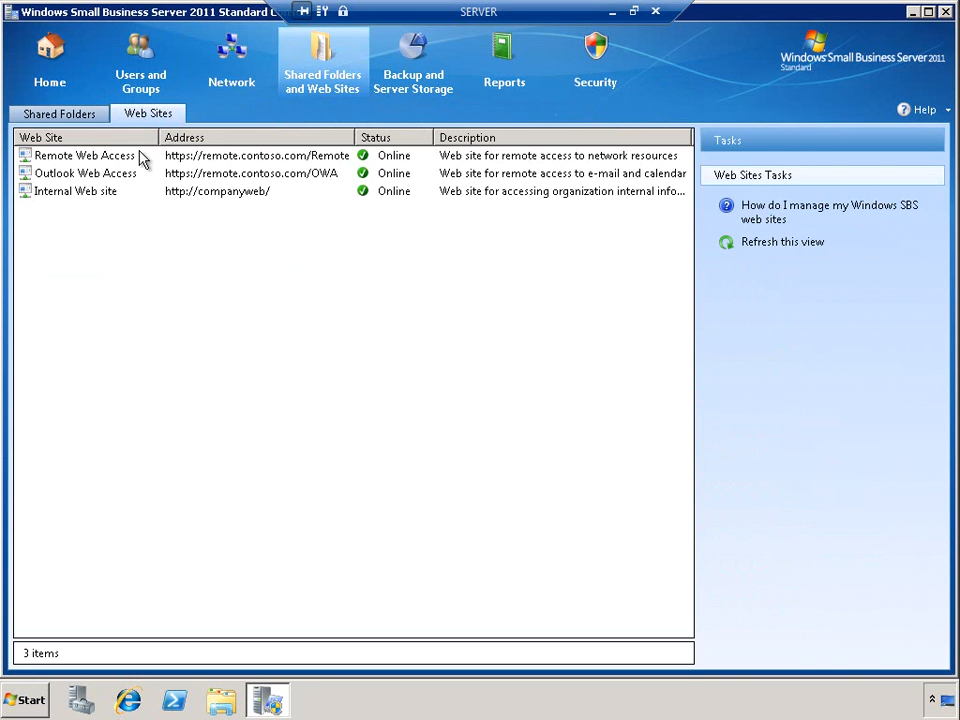 Windows Small Business Server 2011 Standard C
SERVER
Home
Users and
Groups
Network
Shared Folders
and Web Sites
Backup and
Server Storage
Reports
Security
Windows Small Business Server 2011
Standard
Shared Folders
Web Sites
Help
Web Site Address Status Description
Remote Web Access https://remote.contoso.com/Remote Online Web site for remote access to network resources
Outlook Web Access https://remote.contoso.com/OWA Online Web site for remote access to e-mail and calendar
Internal Web site http://companyweb/ Online Web site for accessing organization internal info...
Tasks
Web Sites Tasks
How do I manage my Windows SBS
web sites
Refresh this view
3 items
Start